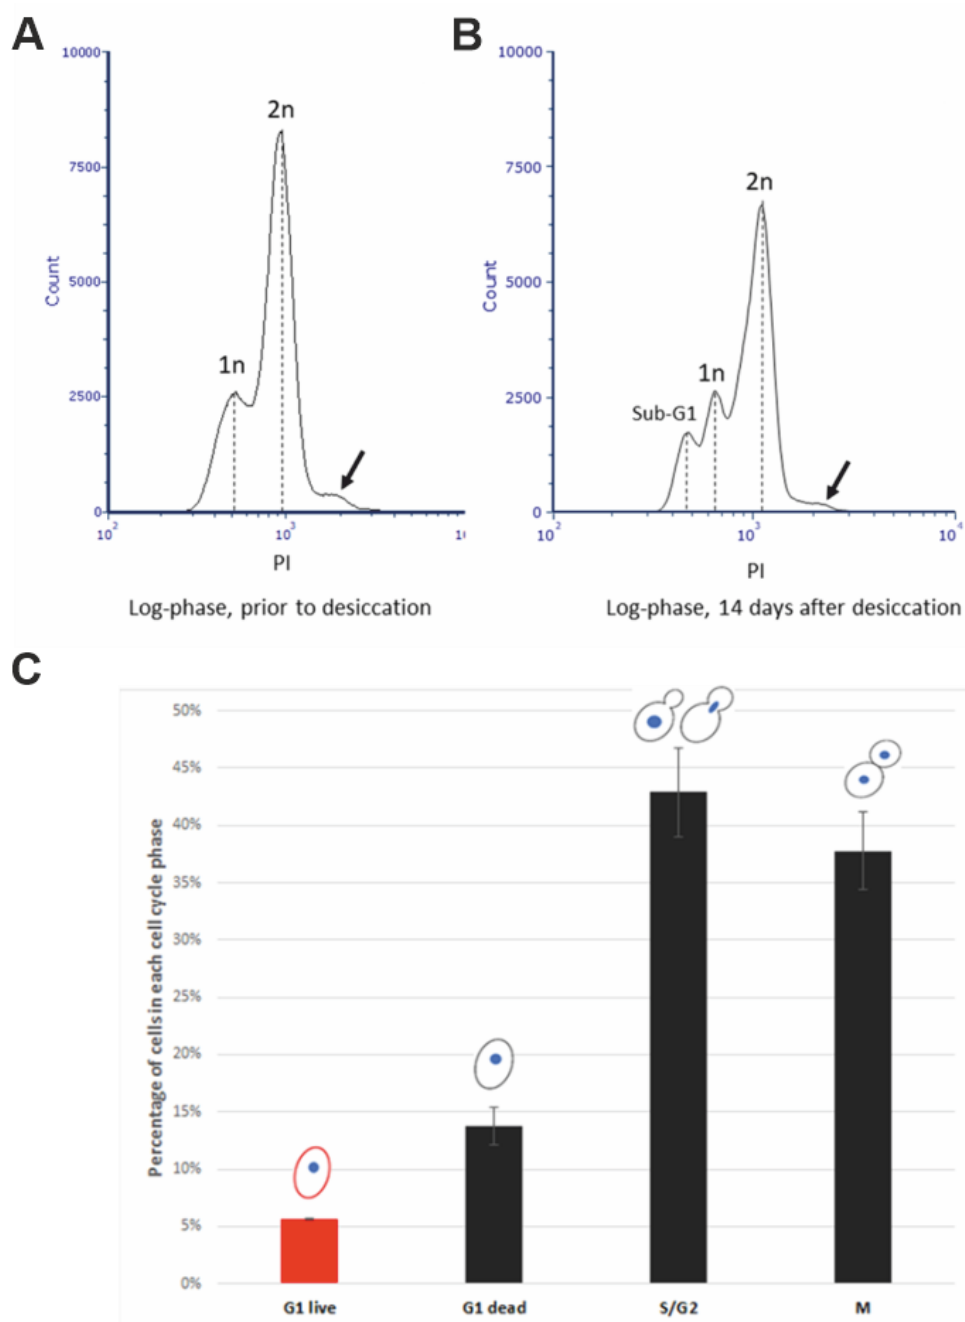 A
B
10000
7500
5000
2500
0
Count
1n
2n
10²
10³
PI
Log-phase, prior to desiccation
10000
7500
5000
2500
0
Count
Sub-G1
1n
2n
10²
10³
10⁴
PI
Log-phase, 14 days after desiccation
C
Percentage of cells in each cell cycle phase
50%
45%
40%
35%
30%
25%
20%
15%
10%
5%
0%
G1 live
G1 dead
S/G2
M